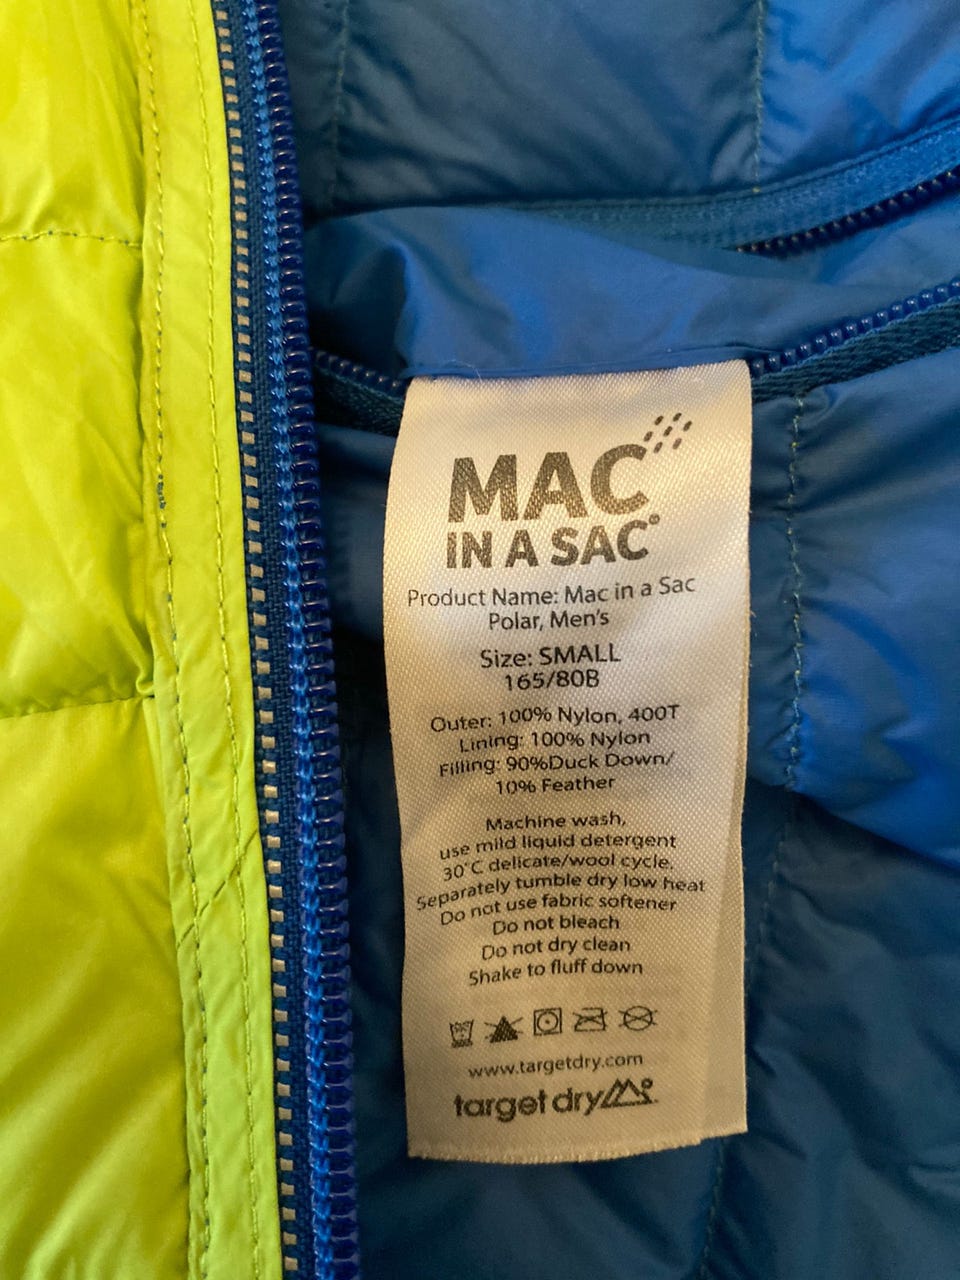 MAC
IN A SAC®
Product Name: Mac in a Sac
Polar, Men's
Size: SMALL
165/80B
Outer: 100% Nylon, 400T
Lining: 100% Nylon
Filling: 90%Duck Down/
10% Feather
Machine wash,
use mild liquid detergent
30°C delicate/wool cycle.
Separately tumble dry low heat
Do not use fabric softener
Do not bleach
Do not dry clean
Shake to fluff down
www.targetdry.com
target dry